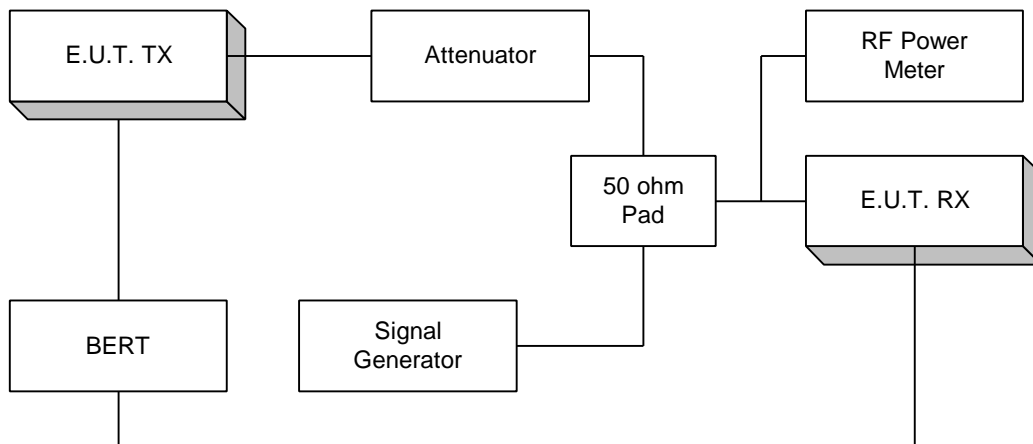 E.U.T. TX
Attenuator
RF Power
Meter
50 ohm
Pad
E.U.T. RX
BERT
Signal
Generator